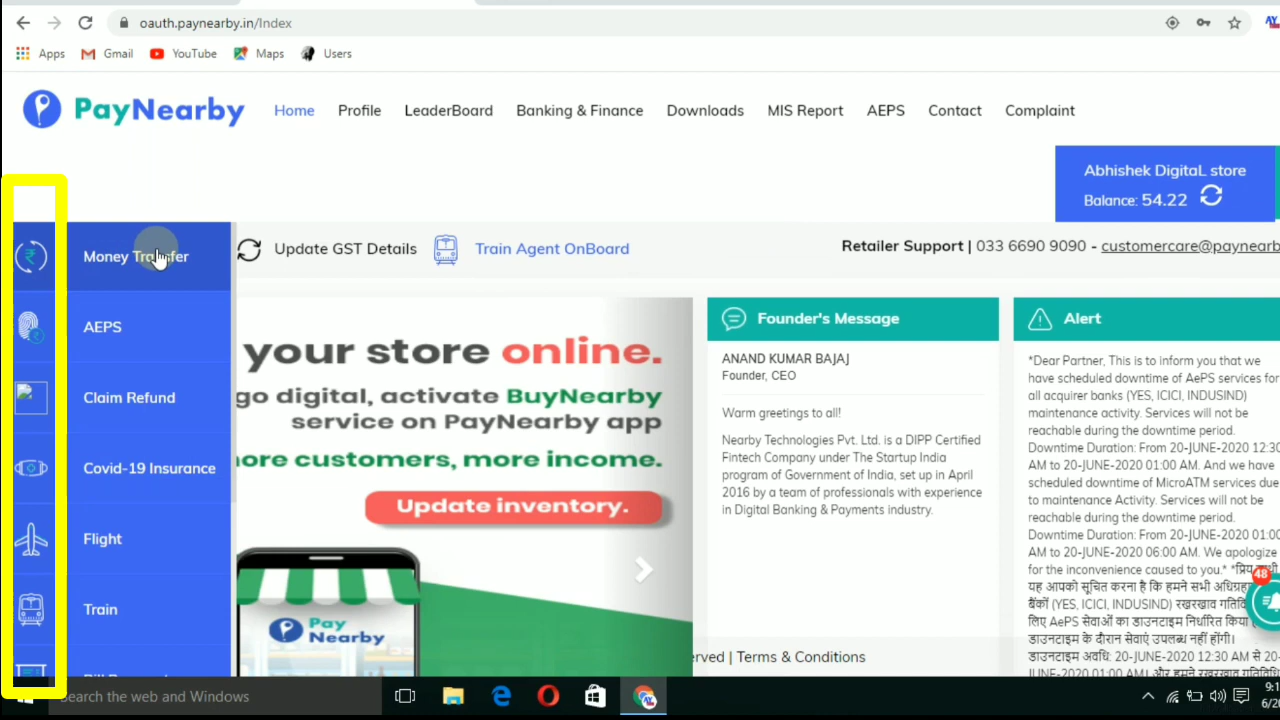 oauth.paynearby.in/Index
Apps Gmail YouTube Maps Users
PayNearby Home Profile LeaderBoard Banking & Finance Downloads MIS Report AEPS Contact Complaint
Abhishek DigitaL store
Balance: 54.22
Money Transfer
Update GST Details Train Agent OnBoard
Retailer Support | 033 6690 9090 - customercare@paynearb
AEPS
Claim Refund
Covid-19 Insurance
Flight
Train
your store online.
go digital, activate BuyNearby
service on PayNearby app
more customers, more income.
Update inventory.
Pay
Nearby
Founder's Message
ANAND KUMAR BAJAJ
Founder, CEO
Warm greetings to all!
Nearby Technologies Pvt. Ltd. is a DIPP Certified
Fintech Company under The Startup India
program of Government of India, set up in April
2016 by a team of professionals with experience
in Digital Banking & Payments industry.
Alert
*Dear Partner, This is to inform you that we
have scheduled downtime of AePS services for
all acquirer banks (YES, ICICI, INDUSIND)
maintenance activity. Services will not be
reachable during the downtime period.
Downtime Duration: From 20-JUNE-2020 12:30
AM to 20-JUNE-2020 01:00 AM. And we have
scheduled downtime of MicroATM services due
to maintenance Activity. Services will not be
reachable during the downtime period.
Downtime Duration: From 20-JUNE-2020 01:00
AM to 20-JUNE-2020 06:00 AM. We apologize
for the inconvenience caused to you.*
48
यह आपको सूचित करना है कि हमने सभी
बैंकों (YES, ICICI, INDUSIND) रखरखाव
लिए AePS सेवाओं का डाउनटाइम निर्धारित किया
डाउनटाइम के दौरान सेवाएं उपलब्ध नहीं होंगी।
डाउनटाइम अवधि: 20-JUNE-2020 12:30 AM से 20-
erved | Terms & Conditions
Search the web and Windows